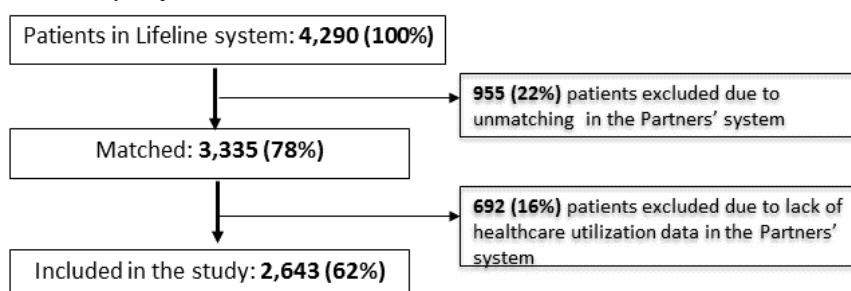 Patients in Lifeline system: 4,290 (100%)
955 (22%) patients excluded due to
unmatching in the Partners' system
Matched: 3,335 (78%)
692 (16%) patients excluded due to lack of
healthcare utilization data in the Partners'
system
Included in the study: 2,643 (62%)